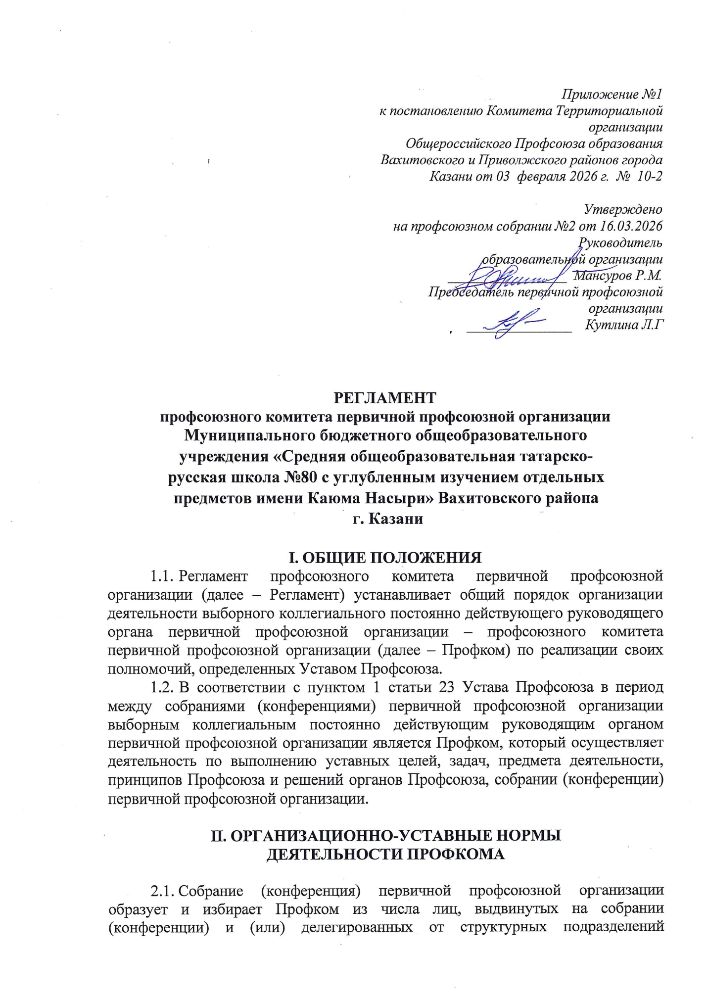 Приложение №1
к постановлению Комитета Территориальной
организации
Общероссийского Профсоюза образования
Вахитовского и Приволжского районов города
Казани от 03 февраля 2026 г. № 10-2
Утверждено
на профсоюзном собрании №2 от 16.03.2026
Руководитель
образовательной организации
_________________ Мансуров Р.М.
Председатель первичной профсоюзной
организации
_______________ Кутлина Л.Г
РЕГЛАМЕНТ
профсоюзного комитета первичной профсоюзной организации
Муниципального бюджетного общеобразовательного
учреждения «Средняя общеобразовательная татарско-
русская школа №80 с углубленным изучением отдельных
предметов имени Каюма Насыри» Вахитовского района
г. Казани
I. ОБЩИЕ ПОЛОЖЕНИЯ
1.1. Регламент профсоюзного комитета первичной профсоюзной
организации (далее – Регламент) устанавливает общий порядок организации
деятельности выборного коллегиального постоянно действующего руководящего
органа первичной профсоюзной организации – профсоюзного комитета
первичной профсоюзной организации (далее – Профком) по реализации своих
полномочий, определенных Уставом Профсоюза.
1.2. В соответствии с пунктом 1 статьи 23 Устава Профсоюза в период
между собраниями (конференциями) первичной профсоюзной организации
выборным коллегиальным постоянно действующим руководящим органом
первичной профсоюзной организации является Профком, который осуществляет
деятельность по выполнению уставных целей, задач, предмета деятельности,
принципов Профсоюза и решений органов Профсоюза, собрании (конференции)
первичной профсоюзной организации.
II. ОРГАНИЗАЦИОННО-УСТАВНЫЕ НОРМЫ
ДЕЯТЕЛЬНОСТИ ПРОФКОМА
2.1. Собрание (конференция) первичной профсоюзной организации
образует и избирает Профком из числа лиц, выдвинутых на собрании
(конференции) и (или) делегированных от структурных подразделений